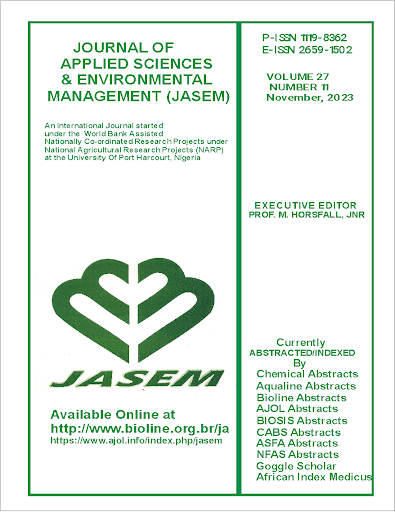 JOURNAL OF
APPLIED SCIENCES
& ENVIRONMENTAL
MANAGEMENT (JASEM)
An International Journal started
under the World Bank Assisted
Nationally Co-ordinated Research Projects under
National Agricultural Research Projects (NARP)
at the University Of Port Harcourt, Nigeria
JASEM
Available Online at
http://www.bioline.org.br/ja
https://www.ajol.info/index.php/jasem
P-ISSN 1119-8362
E-ISSN 2659-1502
VOLUME 27
NUMBER 11
November, 2023
EXECUTIVE EDITOR
PROF. M. HORSFALL, JNR
Currently
ABSTRACTED/INDEXED
By
Chemical Abstracts
Aqualine Abstracts
Bioline Abstracts
AJOL Abstracts
BIOSIS Abstracts
CABS Abstracts
ASFA Abstracts
NFAS Abstracts
Goggle Scholar
African Index Medicus